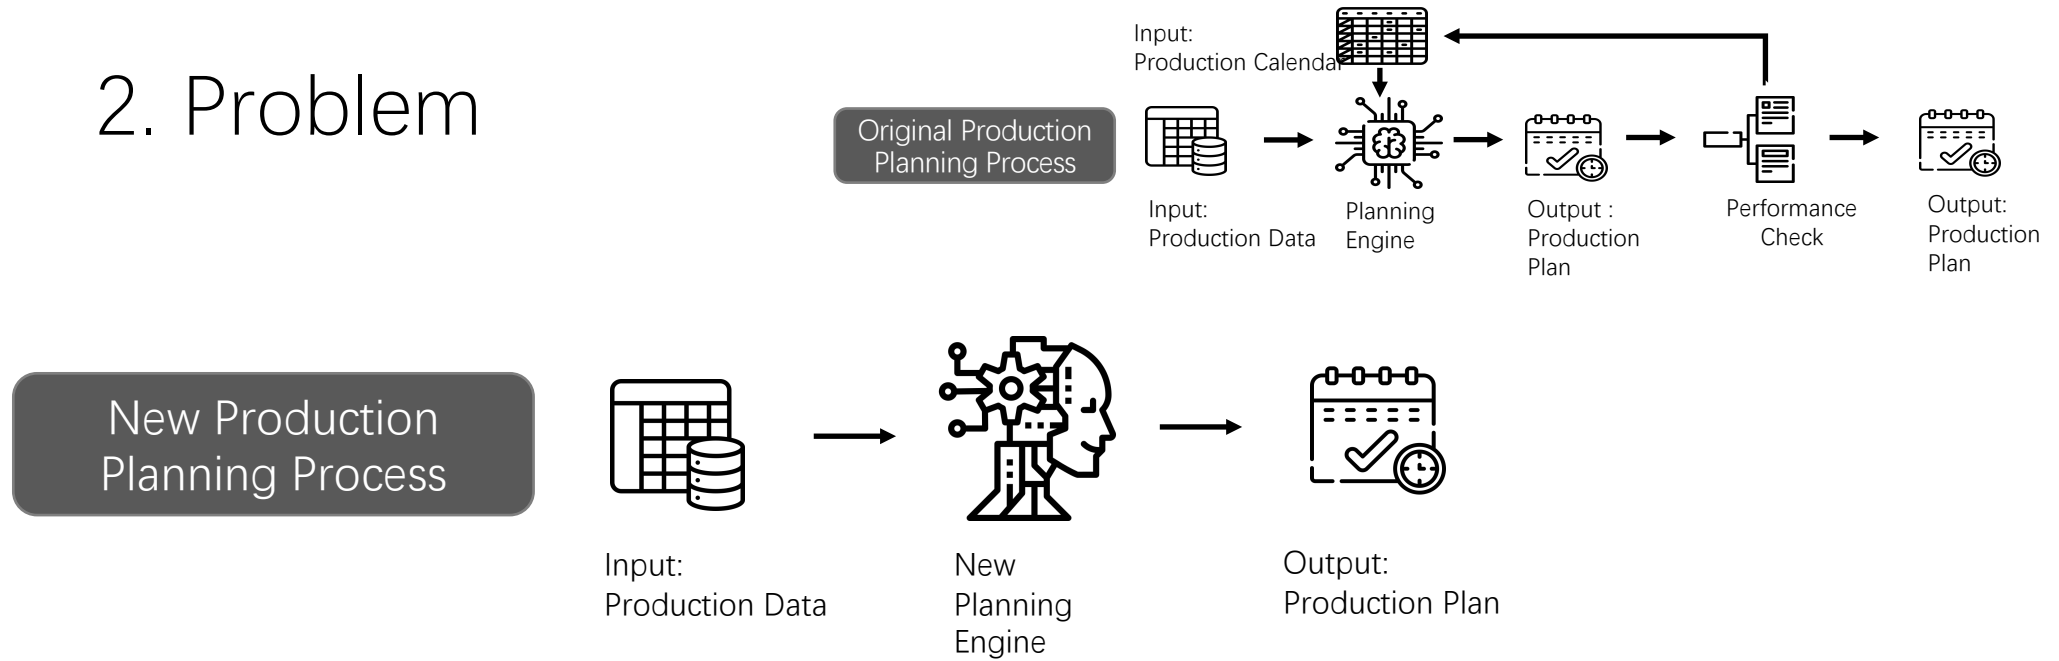 2. Problem
Input:
Production Calendar
Original Production
Planning Process
Input:
Production Data
Planning
Engine
Output :
Production
Plan
Performance
Check
Output:
Production
Plan
New Production
Planning Process
Input:
Production Data
New
Planning
Engine
Output:
Production Plan